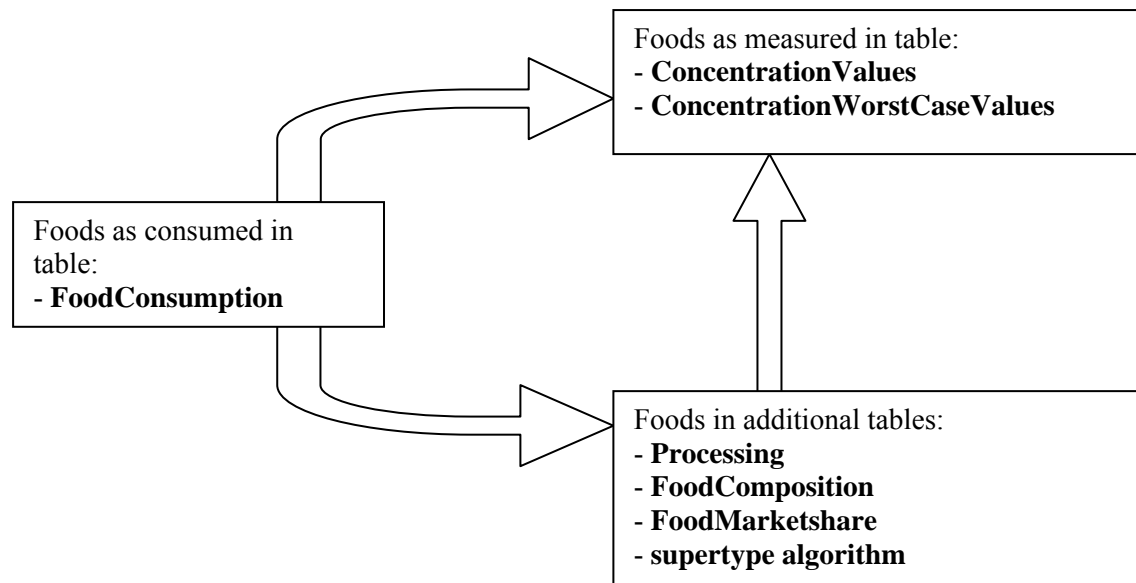 Foods as measured in table:
- ConcentrationValues
- ConcentrationWorstCaseValues
Foods as consumed in
table:
- FoodConsumption
Foods in additional tables:
- Processing
- FoodComposition
- FoodMarketshare
- supertype algorithm